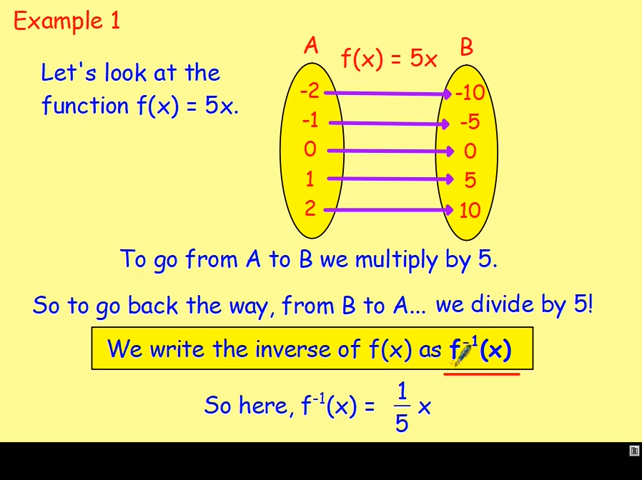 Example 1
Let's look at the
function f(x) = 5x.
A
f(x) = 5x
B
-2
-10
-1
-5
0
0
1
5
2
10
To go from A to B we multiply by 5.
So to go back the way, from B to A... we divide by 5!
We write the inverse of f(x) as f⁻¹(x)
So here, f⁻¹(x) = 1/5 x